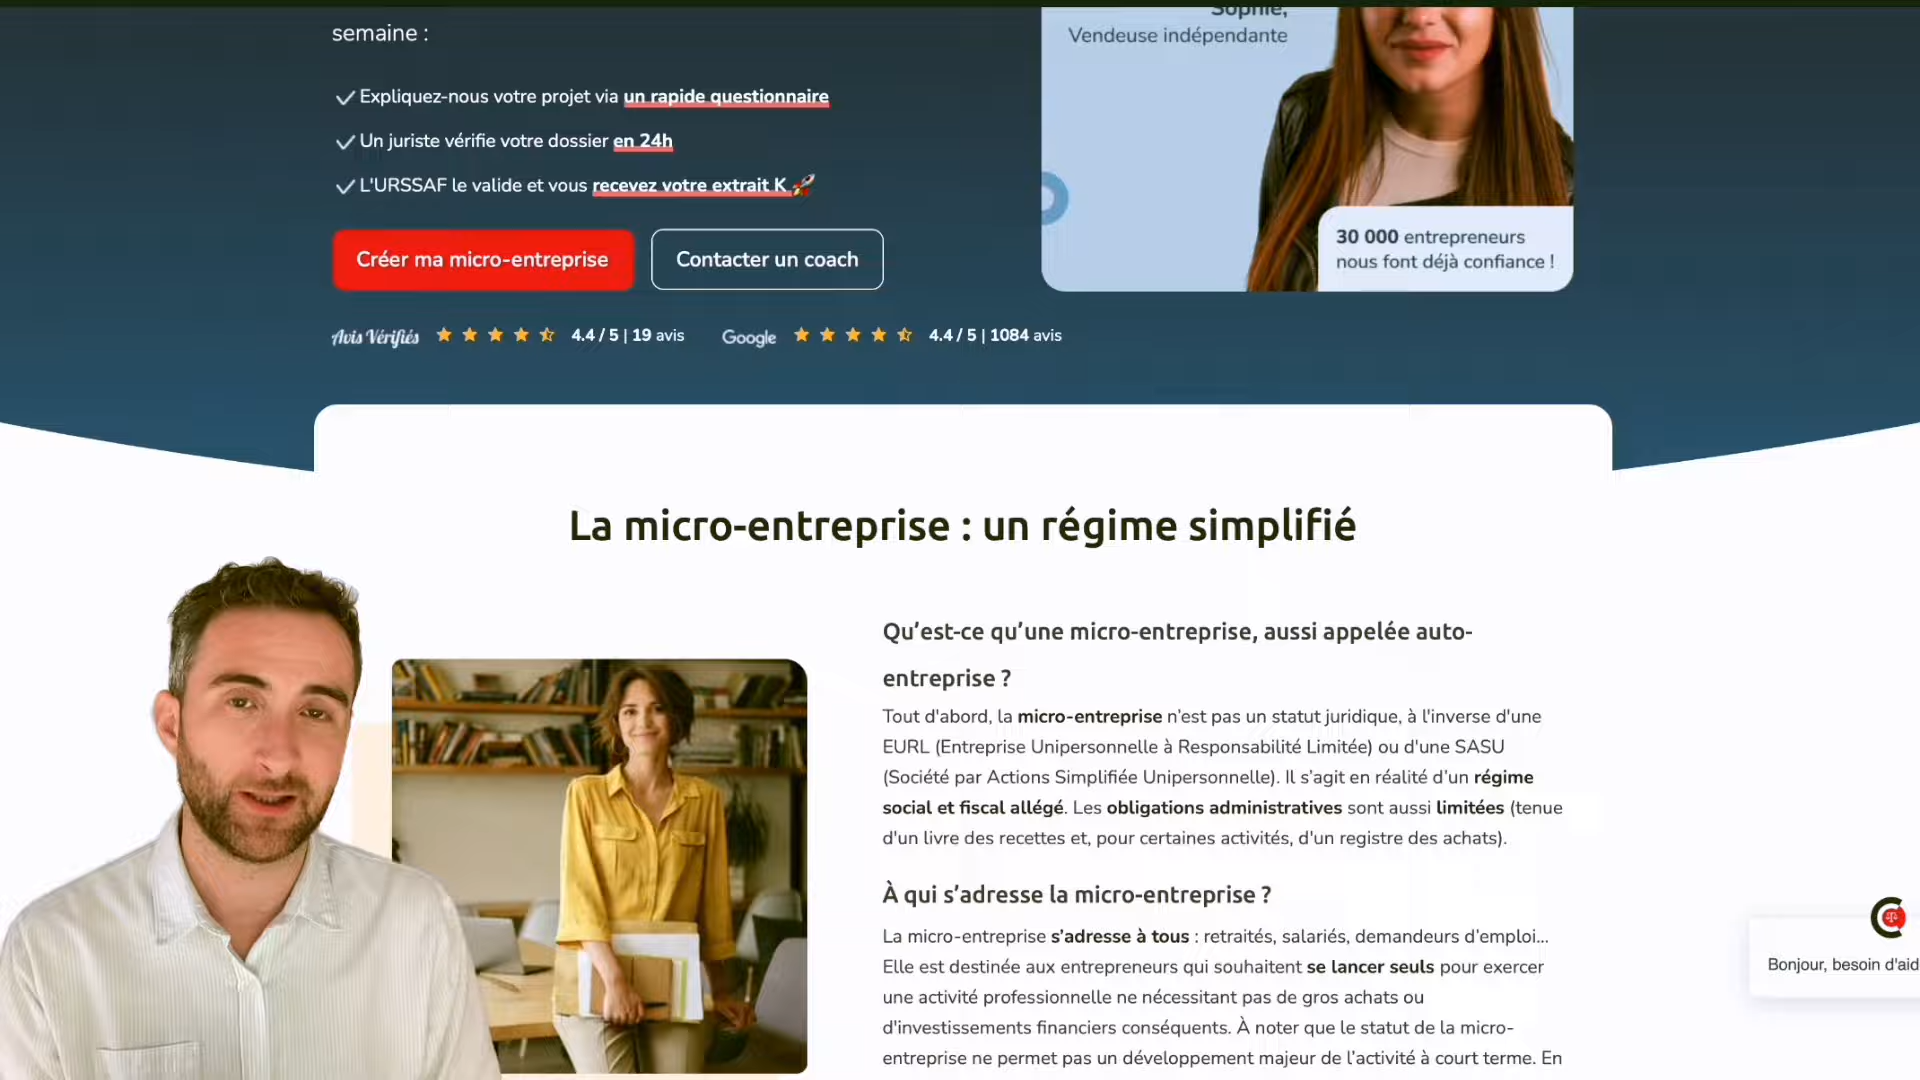 semaine :
Expliquez-nous votre projet via un rapide questionnaire
Un juriste vérifie votre dossier en 24h
L'URSSAF le valide et vous recevez votre extrait K
Créer ma micro-entreprise
Contacter un coach
Avis Vérifiés 4.4 / 5 | 19 avis
Google 4.4 / 5 | 1084 avis
Sophie,
Vendeuse indépendante
30 000 entrepreneurs
nous font déjà confiance !
La micro-entreprise : un régime simplifié
Qu’est-ce qu’une micro-entreprise, aussi appelée auto-
entreprise ?
Tout d'abord, la micro-entreprise n’est pas un statut juridique, à l'inverse d'une
EURL (Entreprise Unipersonnelle à Responsabilité Limitée) ou d'une SASU
(Société par Actions Simplifiée Unipersonnelle). Il s’agit en réalité d’un régime
social et fiscal allégé. Les obligations administratives sont aussi limitées (tenue
d'un livre des recettes et, pour certaines activités, d'un registre des achats).
À qui s’adresse la micro-entreprise ?
La micro-entreprise s’adresse à tous : retraités, salariés, demandeurs d’emploi...
Elle est destinée aux entrepreneurs qui souhaitent se lancer seuls pour exercer
une activité professionnelle ne nécessitant pas de gros achats ou
d'investissements financiers conséquents. À noter que le statut de la micro-
entreprise ne permet pas un développement majeur de l’activité à court terme. En
Bonjour, besoin d'aid